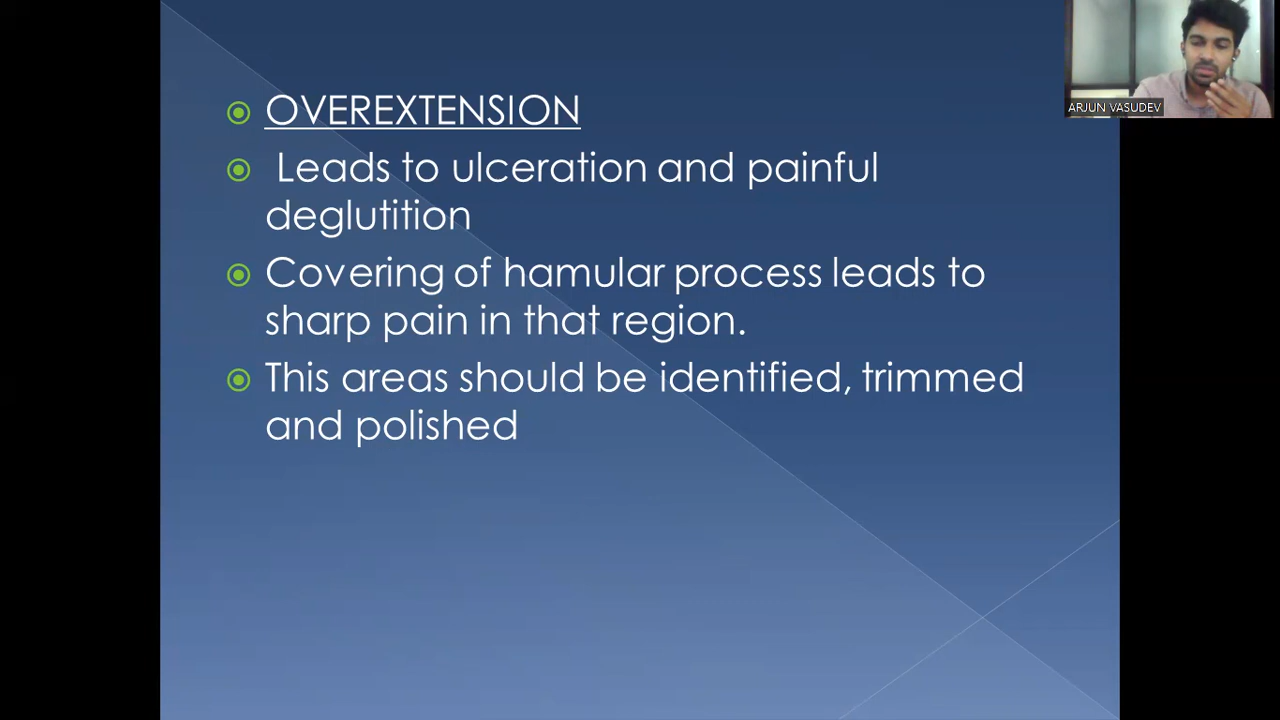 OVEREXTENSION
Leads to ulceration and painful
deglutition
Covering of hamular process leads to
sharp pain in that region.
This areas should be identified, trimmed
and polished
ARJUN VASUDEV